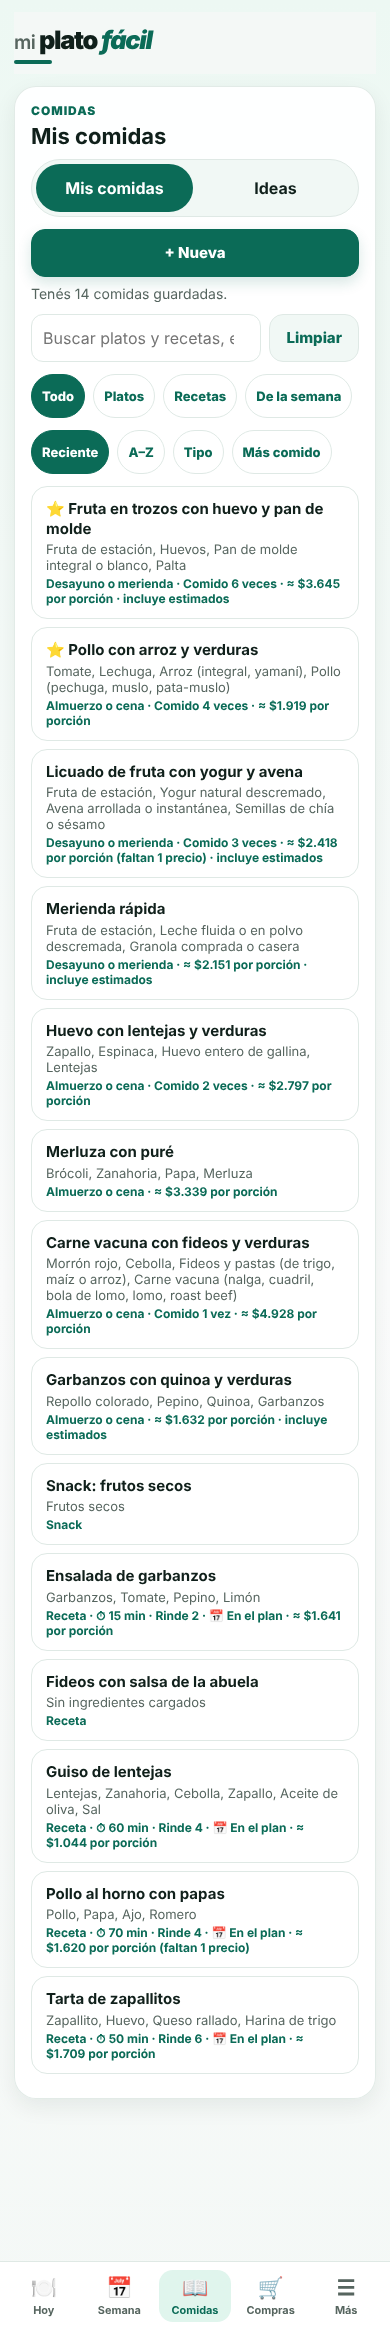 mi plato fácil
COMIDAS
Mis comidas
Mis comidas
Ideas
+ Nueva
Tenés 14 comidas guardadas.
Buscar platos y recetas, e
Limpiar
Todo
Platos
Recetas
De la semana
Reciente
A–Z
Tipo
Más comido
⭐ Fruta en trozos con huevo y pan de
molde
Fruta de estación, Huevos, Pan de molde
integral o blanco, Palta
Desayuno o merienda · Comido 6 veces · ≈ $3.645
por porción · incluye estimados
⭐ Pollo con arroz y verduras
Tomate, Lechuga, Arroz (integral, yamaní), Pollo
(pechuga, muslo, pata-muslo)
Almuerzo o cena · Comido 4 veces · ≈ $1.919 por
porción
Licuado de fruta con yogur y avena
Fruta de estación, Yogur natural descremado,
Avena arrollada o instantánea, Semillas de chía
o sésamo
Desayuno o merienda · Comido 3 veces · ≈ $2.418
por porción (faltan 1 precio) · incluye estimados
Merienda rápida
Fruta de estación, Leche fluida o en polvo
descremada, Granola comprada o casera
Desayuno o merienda · ≈ $2.151 por porción ·
incluye estimados
Huevo con lentejas y verduras
Zapallo, Espinaca, Huevo entero de gallina,
Lentejas
Almuerzo o cena · Comido 2 veces · ≈ $2.797 por
porción
Merluza con puré
Brócoli, Zanahoria, Papa, Merluza
Almuerzo o cena · ≈ $3.339 por porción
Carne vacuna con fideos y verduras
Morrón rojo, Cebolla, Fideos y pastas (de trigo,
maíz o arroz), Carne vacuna (nalga, cuadril,
bola de lomo, lomo, roast beef)
Almuerzo o cena · Comido 1 vez · ≈ $4.928 por
porción
Garbanzos con quinoa y verduras
Repollo colorado, Pepino, Quinoa, Garbanzos
Almuerzo o cena · ≈ $1.632 por porción · incluye
estimados
Snack: frutos secos
Frutos secos
Snack
Ensalada de garbanzos
Garbanzos, Tomate, Pepino, Limón
Receta · ⏱ 15 min · Rinde 2 · 📅 En el plan · ≈ $1.641
por porción
Fideos con salsa de la abuela
Sin ingredientes cargados
Receta
Guiso de lentejas
Lentejas, Zanahoria, Cebolla, Zapallo, Aceite de
oliva, Sal
Receta · ⏱ 60 min · Rinde 4 · 📅 En el plan · ≈
$1.044 por porción
Pollo al horno con papas
Pollo, Papa, Ajo, Romero
Receta · ⏱ 70 min · Rinde 4 · 📅 En el plan · ≈
$1.620 por porción (faltan 1 precio)
Tarta de zapallitos
Zapallito, Huevo, Queso rallado, Harina de trigo
Receta · ⏱ 50 min · Rinde 6 · 📅 En el plan · ≈
$1.709 por porción
Hoy
Semana
Comidas
Compras
Más